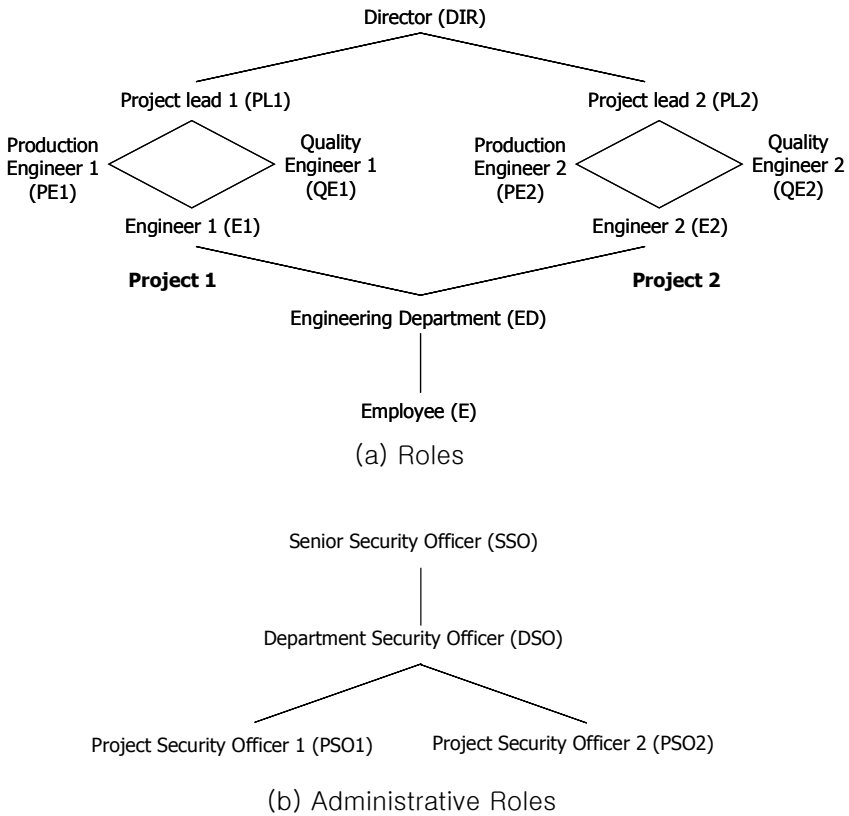 Director (DIR)
Project lead 1 (PL1)
Project lead 2 (PL2)
Production
Engineer 1
(PE1)
Quality
Engineer 1
(QE1)
Production
Engineer 2
(PE2)
Quality
Engineer 2
(QE2)
Engineer 1 (E1)
Engineer 2 (E2)
Project 1
Project 2
Engineering Department (ED)
Employee (E)
(a) Roles
Senior Security Officer (SSO)
Department Security Officer (DSO)
Project Security Officer 1 (PSO1)
Project Security Officer 2 (PSO2)
(b) Administrative Roles